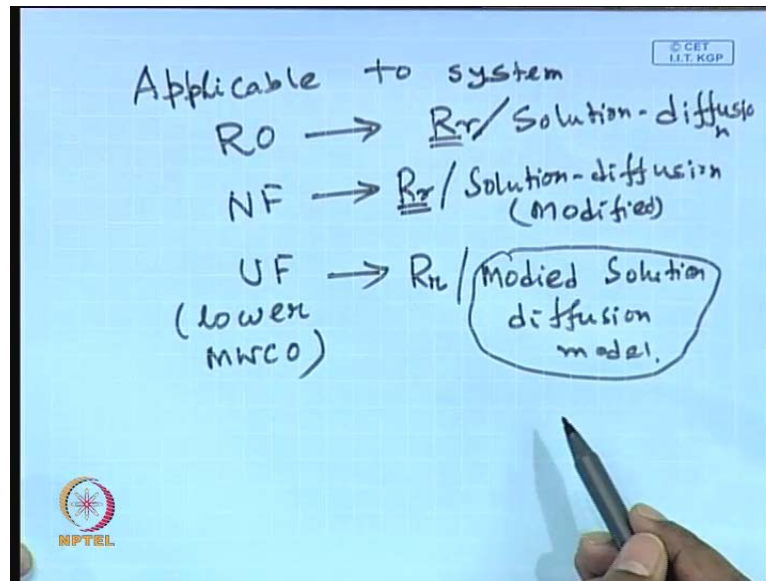 © CET
I.I.T. KGP
Applicable to system
RO → Rr/ Solution-diffusion
NF → Rr/ Solution-diffusion
(Modified)
UF → Rr/ Modied Solution
(lower diffusion
MWCO) model.
NPTEL